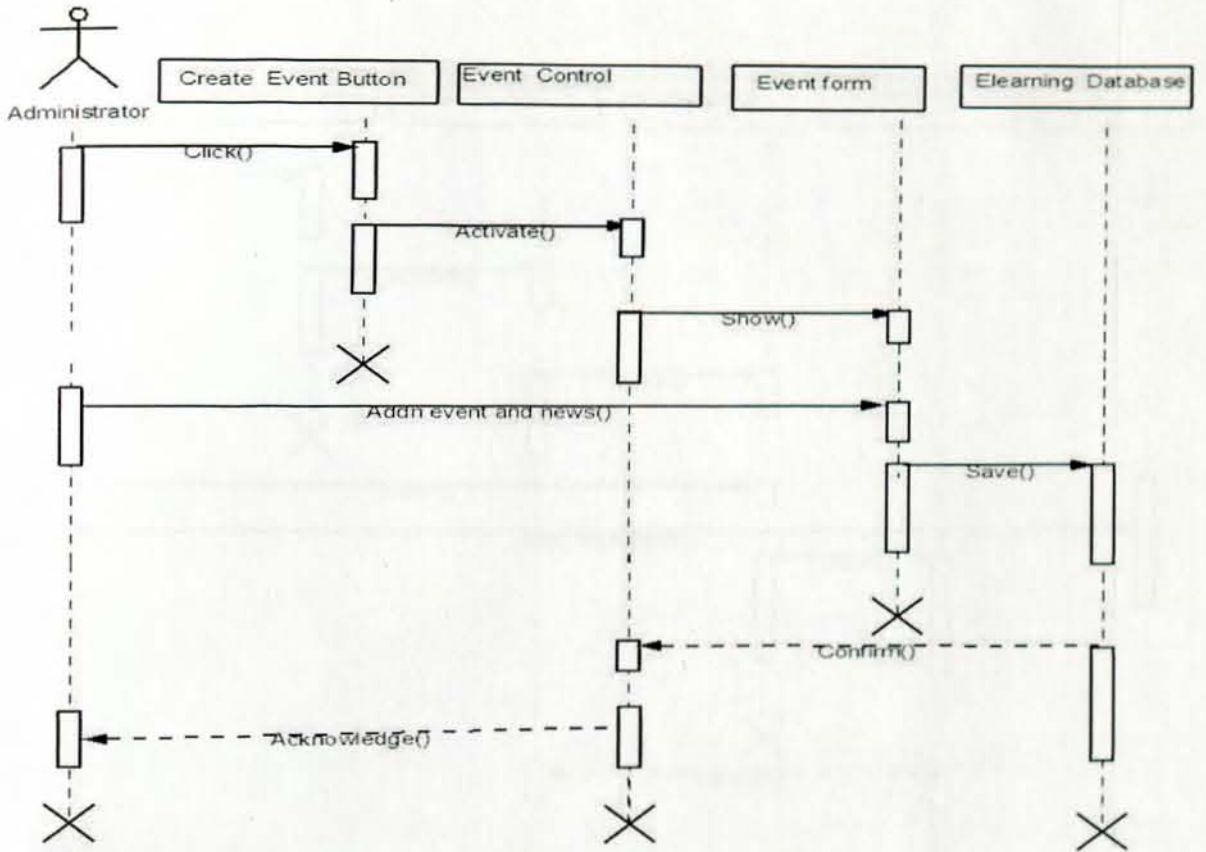 Administrator
Create Event Button
Event Control
Event form
Elearning Database
Click()
Activate()
Show()
Addn event and news()
Save()
Confirm()
Acknowledge()